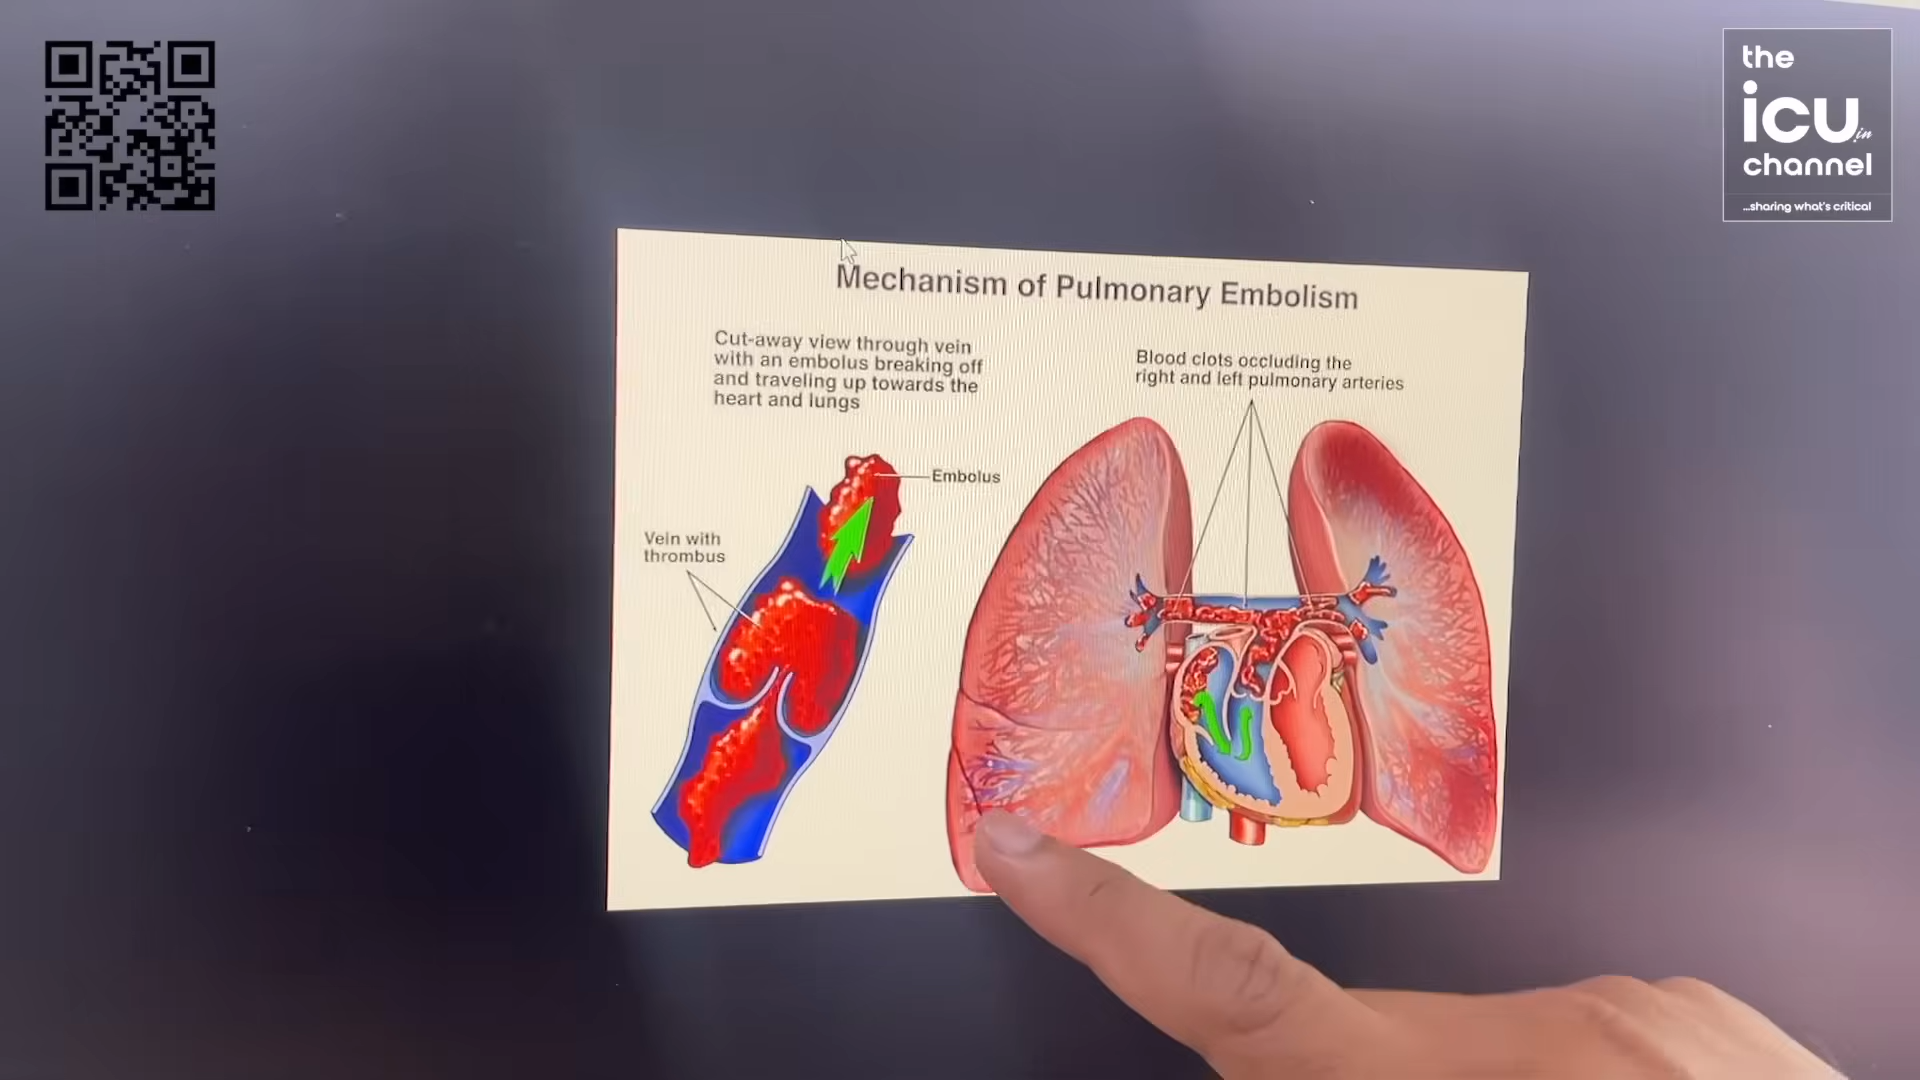 the
icu.in
channel
...sharing what's critical
Mechanism of Pulmonary Embolism
Cut-away view through vein
with an embolus breaking off
and traveling up towards the
heart and lungs
Blood clots occluding the
right and left pulmonary arteries
Embolus
Vein with
thrombus